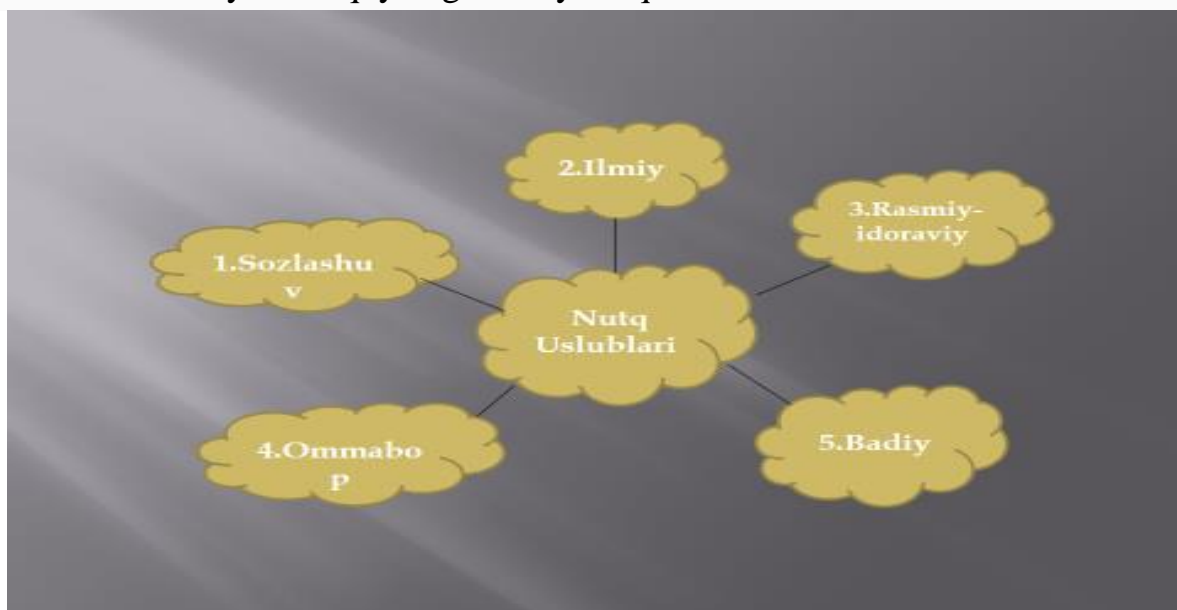 2.Ilmiy
3.Rasmiy-
idoraviy
1.Sozlashu
v
Nutq
Uslublari
4.Ommabo
p
5.Badiy